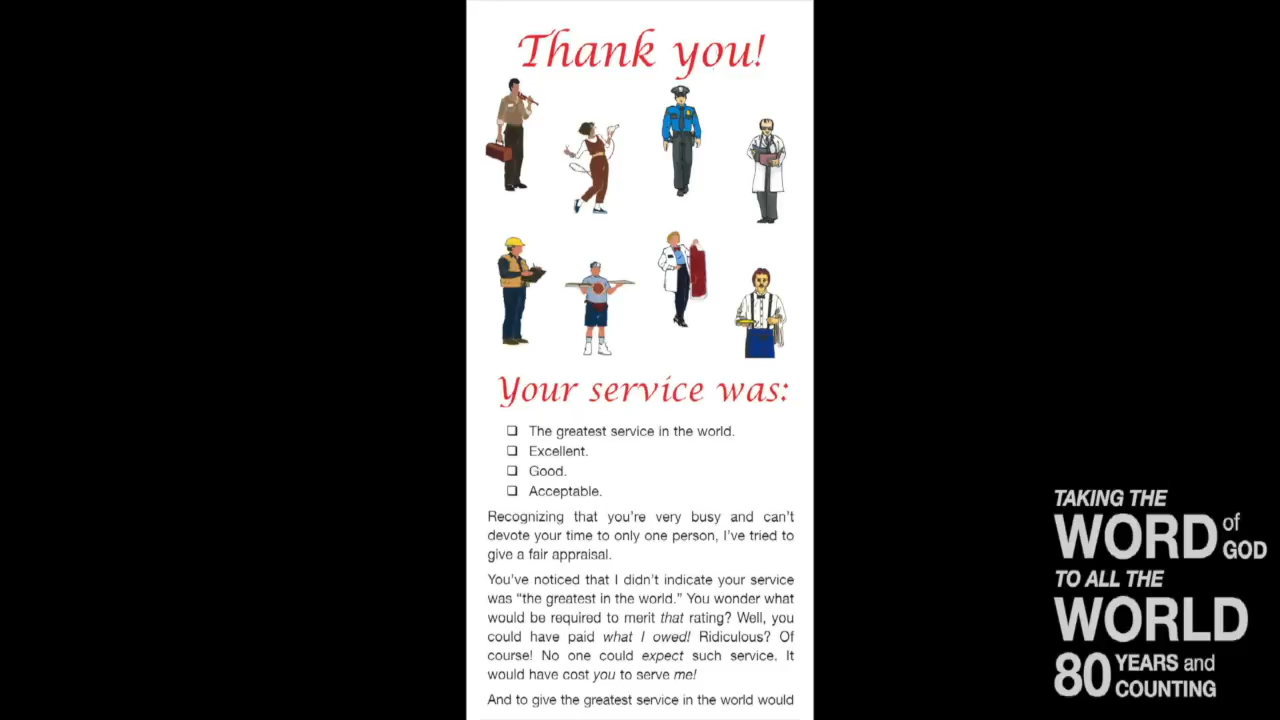 Thank you!
Your service was:
❑ The greatest service in the world.
❑ Excellent.
❑ Good.
❑ Acceptable.
Recognizing that you're very busy and can't
devote your time to only one person, I've tried to
give a fair appraisal.
You've noticed that I didn't indicate your service
was “the greatest in the world.” You wonder what
would be required to merit that rating? Well, you
could have paid what I owed! Ridiculous? Of
course! No one could expect such service. It
would have cost you to serve me!
And to give the greatest service in the world would
TAKING THE
WORD of GOD
TO ALL THE
WORLD
80 YEARS and COUNTING